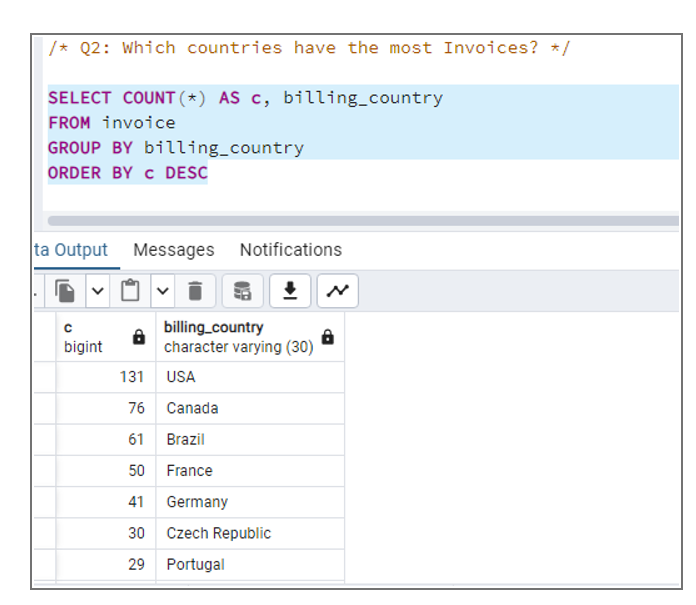 /* Q2: Which countries have the most Invoices? */
SELECT COUNT(*) AS c, billing_country
FROM invoice
GROUP BY billing_country
ORDER BY c DESC
ta Output Messages Notifications
c billing_country
bigint character varying (30)
131 USA
76 Canada
61 Brazil
50 France
41 Germany
30 Czech Republic
29 Portugal